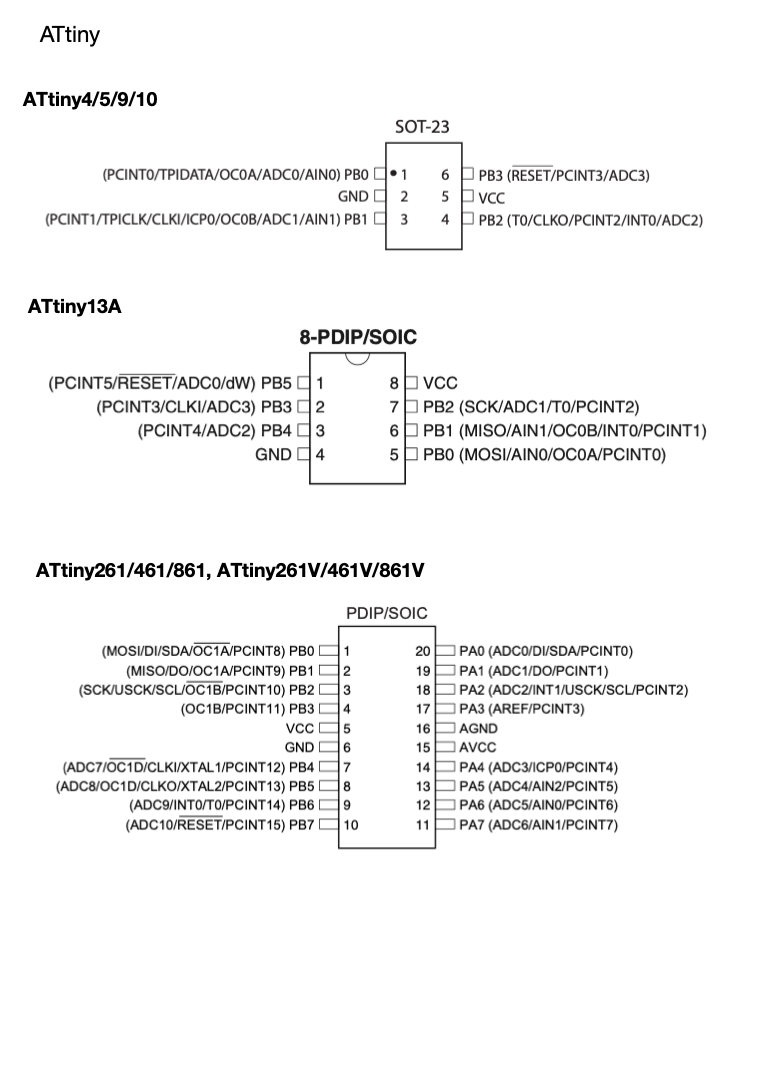 ATtiny
ATtiny4/5/9/10
SOT-23
(PCINT0/TPIDATA/OC0A/ADC0/AIN0) PB0 1 6 PB3 (RESET/PCINT3/ADC3)
GND 2 5 VCC
(PCINT1/TPICLK/CLKI/ICP0/OC0B/ADC1/AIN1) PB1 3 4 PB2 (T0/CLKO/PCINT2/INT0/ADC2)
ATtiny13A
8-PDIP/SOIC
(PCINT5/RESET/ADC0/dW) PB5 1 8 VCC
(PCINT3/CLKI/ADC3) PB3 2 7 PB2 (SCK/ADC1/T0/PCINT2)
(PCINT4/ADC2) PB4 3 6 PB1 (MISO/AIN1/OC0B/INT0/PCINT1)
GND 4 5 PB0 (MOSI/AIN0/OC0A/PCINT0)
ATtiny261/461/861, ATtiny261V/461V/861V
PDIP/SOIC
(MOSI/DI/SDA/OC1A/PCINT8) PB0 1 20 PA0 (ADC0/DI/SDA/PCINT0)
(MISO/DO/OC1A/PCINT9) PB1 2 19 PA1 (ADC1/DO/PCINT1)
(SCK/USCK/SCL/OC1B/PCINT10) PB2 3 18 PA2 (ADC2/INT1/USCK/SCL/PCINT2)
(OC1B/PCINT11) PB3 4 17 PA3 (AREF/PCINT3)
VCC 5 16 AGND
GND 6 15 AVCC
(ADC7/OC1D/CLKI/XTAL1/PCINT12) PB4 7 14 PA4 (ADC3/ICP0/PCINT4)
(ADC8/OC1D/CLKO/XTAL2/PCINT13) PB5 8 13 PA5 (ADC4/AIN2/PCINT5)
(ADC9/INT0/T0/PCINT14) PB6 9 12 PA6 (ADC5/AIN0/PCINT6)
(ADC10/RESET/PCINT15) PB7 10 11 PA7 (ADC6/AIN1/PCINT7)